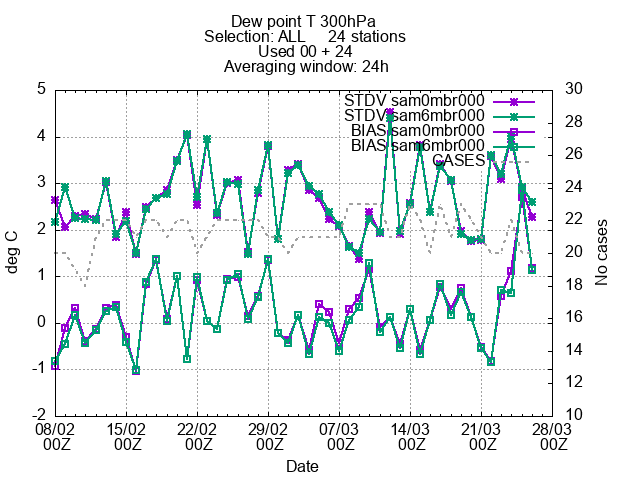 Dew point T 300hPa
Selection: ALL 24 stations
Used 00 + 24
Averaging window: 24h
STDV sam0mbr000
STDV sam6mbr000
BIAS sam0mbr000
BIAS sam6mbr000
CASES
deg C
5
4
3
2
1
0
-1
-2
No cases
30
28
26
24
22
20
18
16
14
12
10
08/02 15/02 22/02 29/02 07/03 14/03 21/03 28/03
00Z 00Z 00Z 00Z 00Z 00Z 00Z 00Z
Date